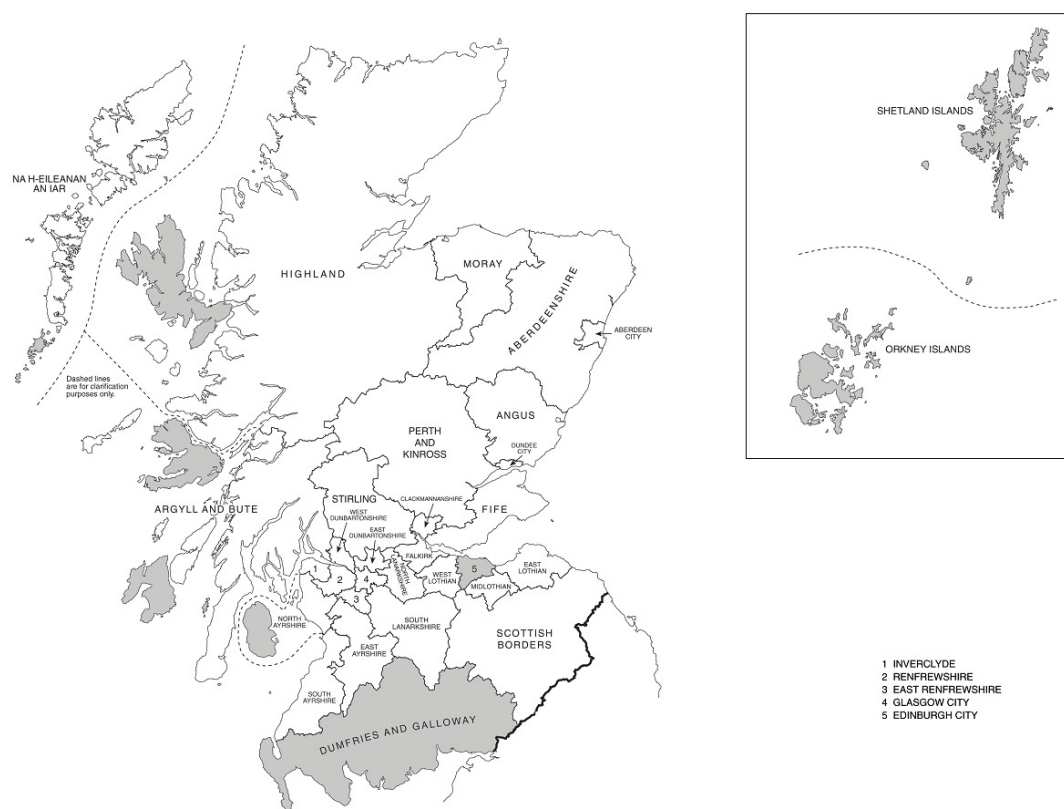 SHETLAND ISLANDS
NA H-EILEANAN
AN IAR
HIGHLAND
MORAY
ABERDEENSHIRE
ABERDEEN
CITY
ORKNEY ISLANDS
Dashed lines
are for clarification
purposes only.
ANGUS
PERTH
AND
KINROSS
DUNDEE
CITY
STIRLING
CLACKMANNANSHIRE
FIFE
ARGYLL AND BUTE
WEST
DUNBARTONSHIRE
EAST
DUNBARTONSHIRE
FALKIRK
NORTH
LANARKSHIRE
WEST
LOTHIAN
5
EAST
LOTHIAN
MIDLOTHIAN
1
2
4
3
NORTH
AYRSHIRE
SOUTH
LANARKSHIRE
SCOTTISH
BORDERS
EAST
AYRSHIRE
SOUTH
AYRSHIRE
DUMFRIES AND GALLOWAY
1 INVERCLYDE
2 RENFREWSHIRE
3 EAST RENFREWSHIRE
4 GLASGOW CITY
5 EDINBURGH CITY